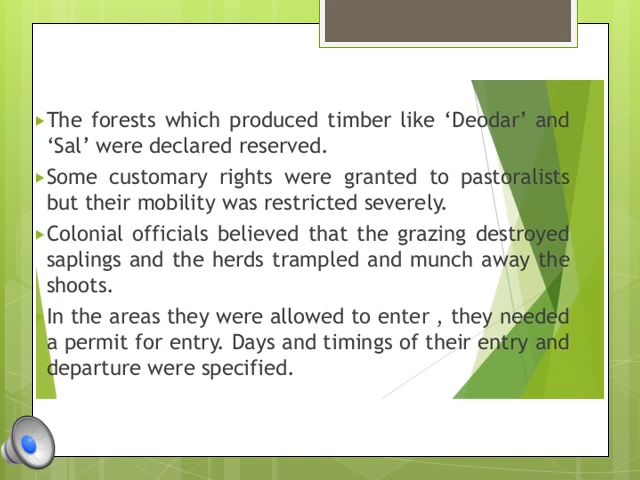 The forests which produced timber like ‘Deodar’ and
‘Sal’ were declared reserved.
Some customary rights were granted to pastoralists
but their mobility was restricted severely.
Colonial officials believed that the grazing destroyed
saplings and the herds trampled and munch away the
shoots.
In the areas they were allowed to enter , they needed
a permit for entry. Days and timings of their entry and
departure were specified.